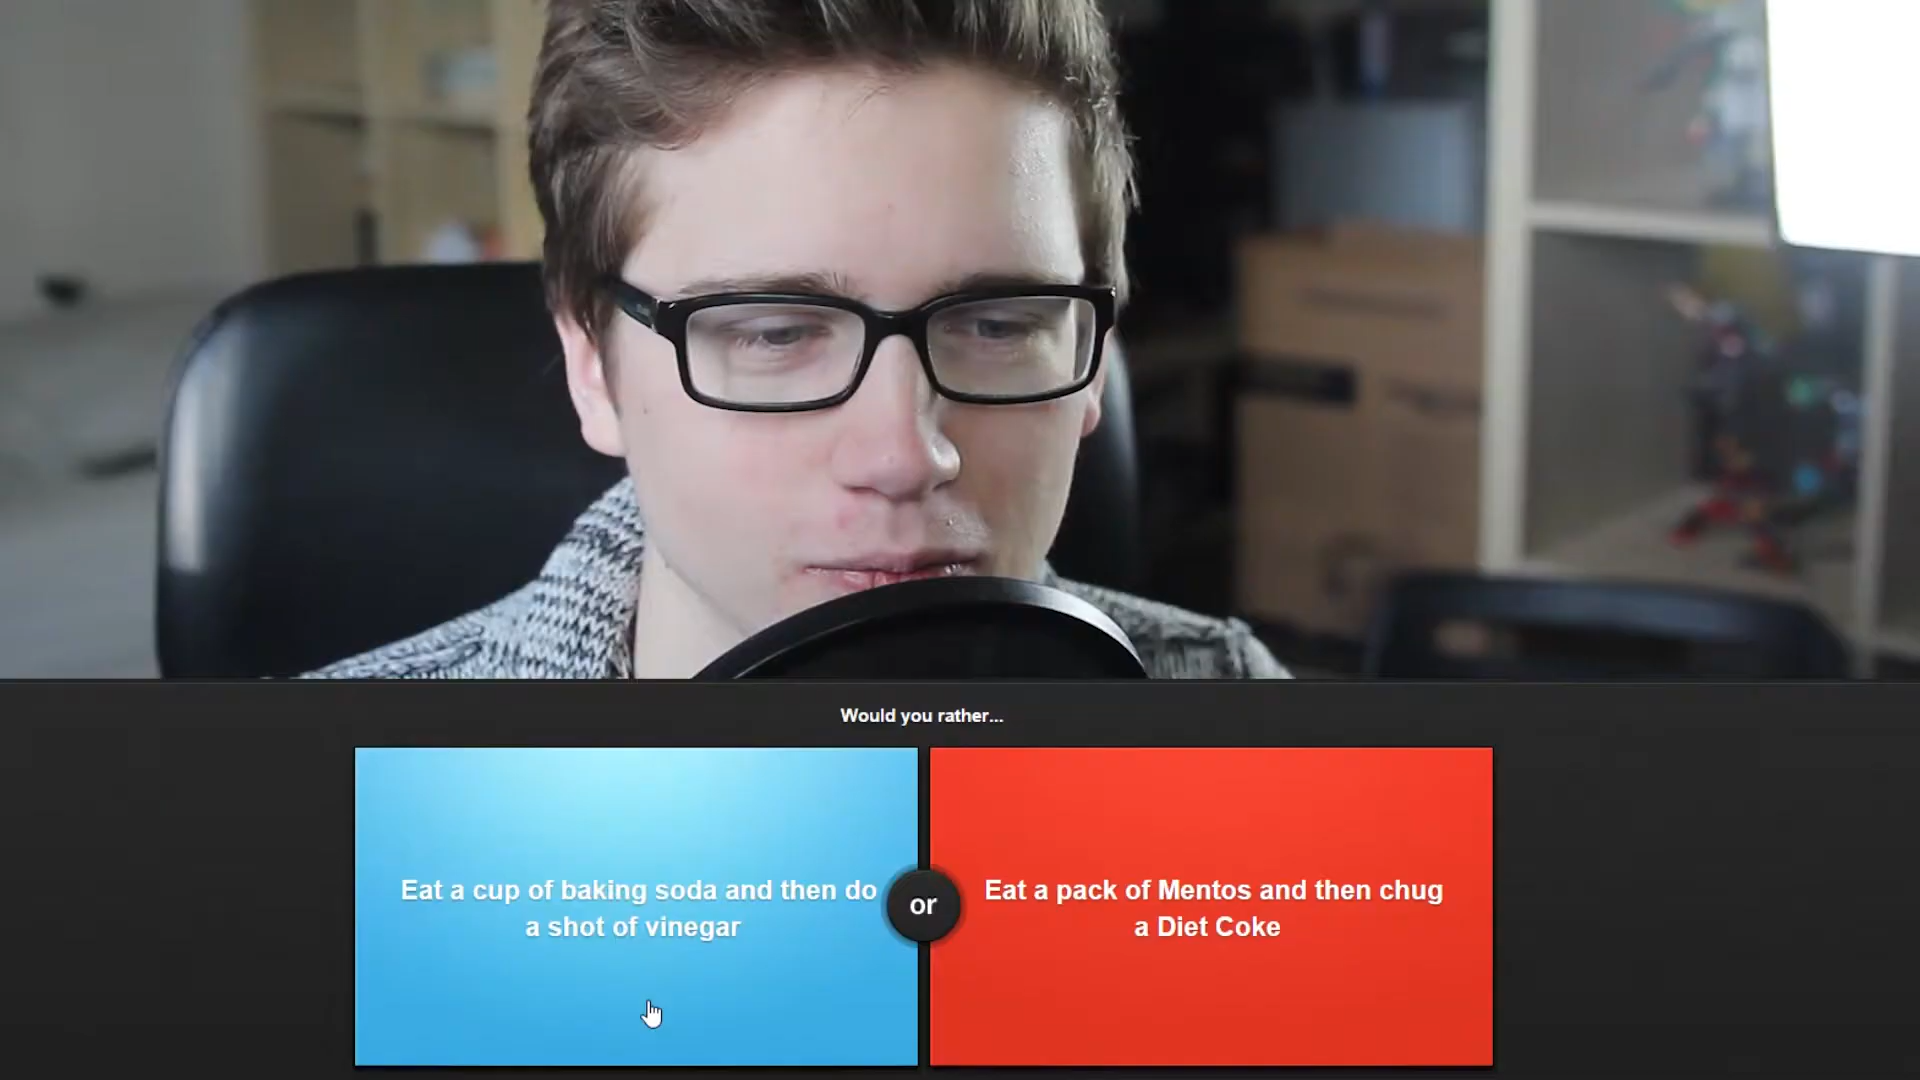 Would you rather...
Eat a cup of baking soda and then do
a shot of vinegar
or
Eat a pack of Mentos and then chug
a Diet Coke